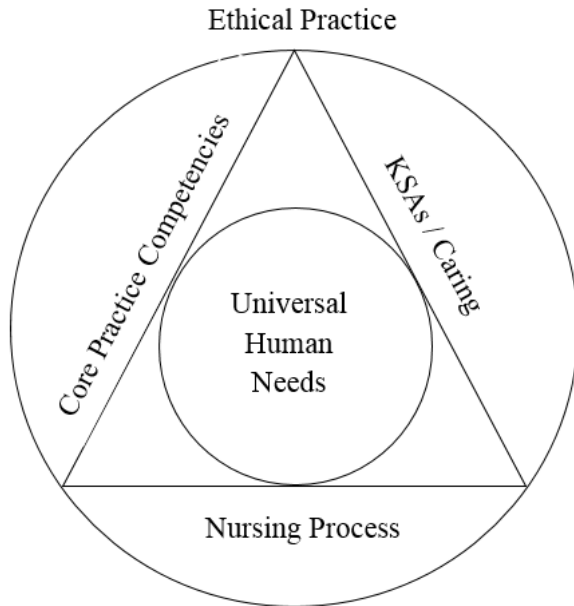 Ethical Practice
Core Practice Competencies
KSAs / Caring
Universal
Human
Needs
Nursing Process